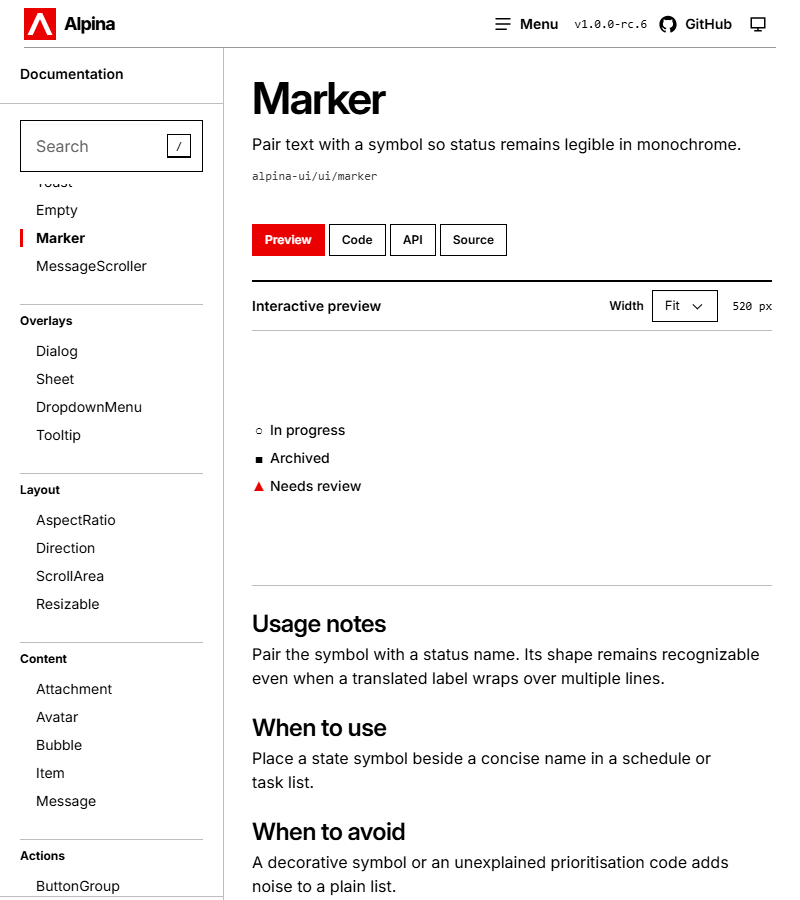 Alpina
Menu
v1.0.0-rc.6
GitHub
Documentation
Search
/
Toast
Empty
Marker
MessageScroller
Overlays
Dialog
Sheet
DropdownMenu
Tooltip
Layout
AspectRatio
Direction
ScrollArea
Resizable
Content
Attachment
Avatar
Bubble
Item
Message
Actions
ButtonGroup
Marker
Pair text with a symbol so status remains legible in monochrome.
alpina-ui/ui/marker
Preview
Code
API
Source
Interactive preview
Width
Fit
520 px
○ In progress
■ Archived
▲ Needs review
Usage notes
Pair the symbol with a status name. Its shape remains recognizable
even when a translated label wraps over multiple lines.
When to use
Place a state symbol beside a concise name in a schedule or
task list.
When to avoid
A decorative symbol or an unexplained prioritisation code adds
noise to a plain list.